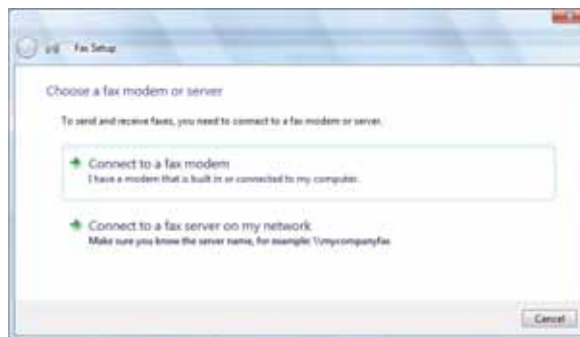 Fax Setup
Choose a fax modem or server
To send and receive faxes, you need to connect to a fax modem or server.
Connect to a fax modem
I have a modem that is built in or connected to my computer.
Connect to a fax server on my network
Make sure you know the server name, for example: \\mycompanyfax
Cancel